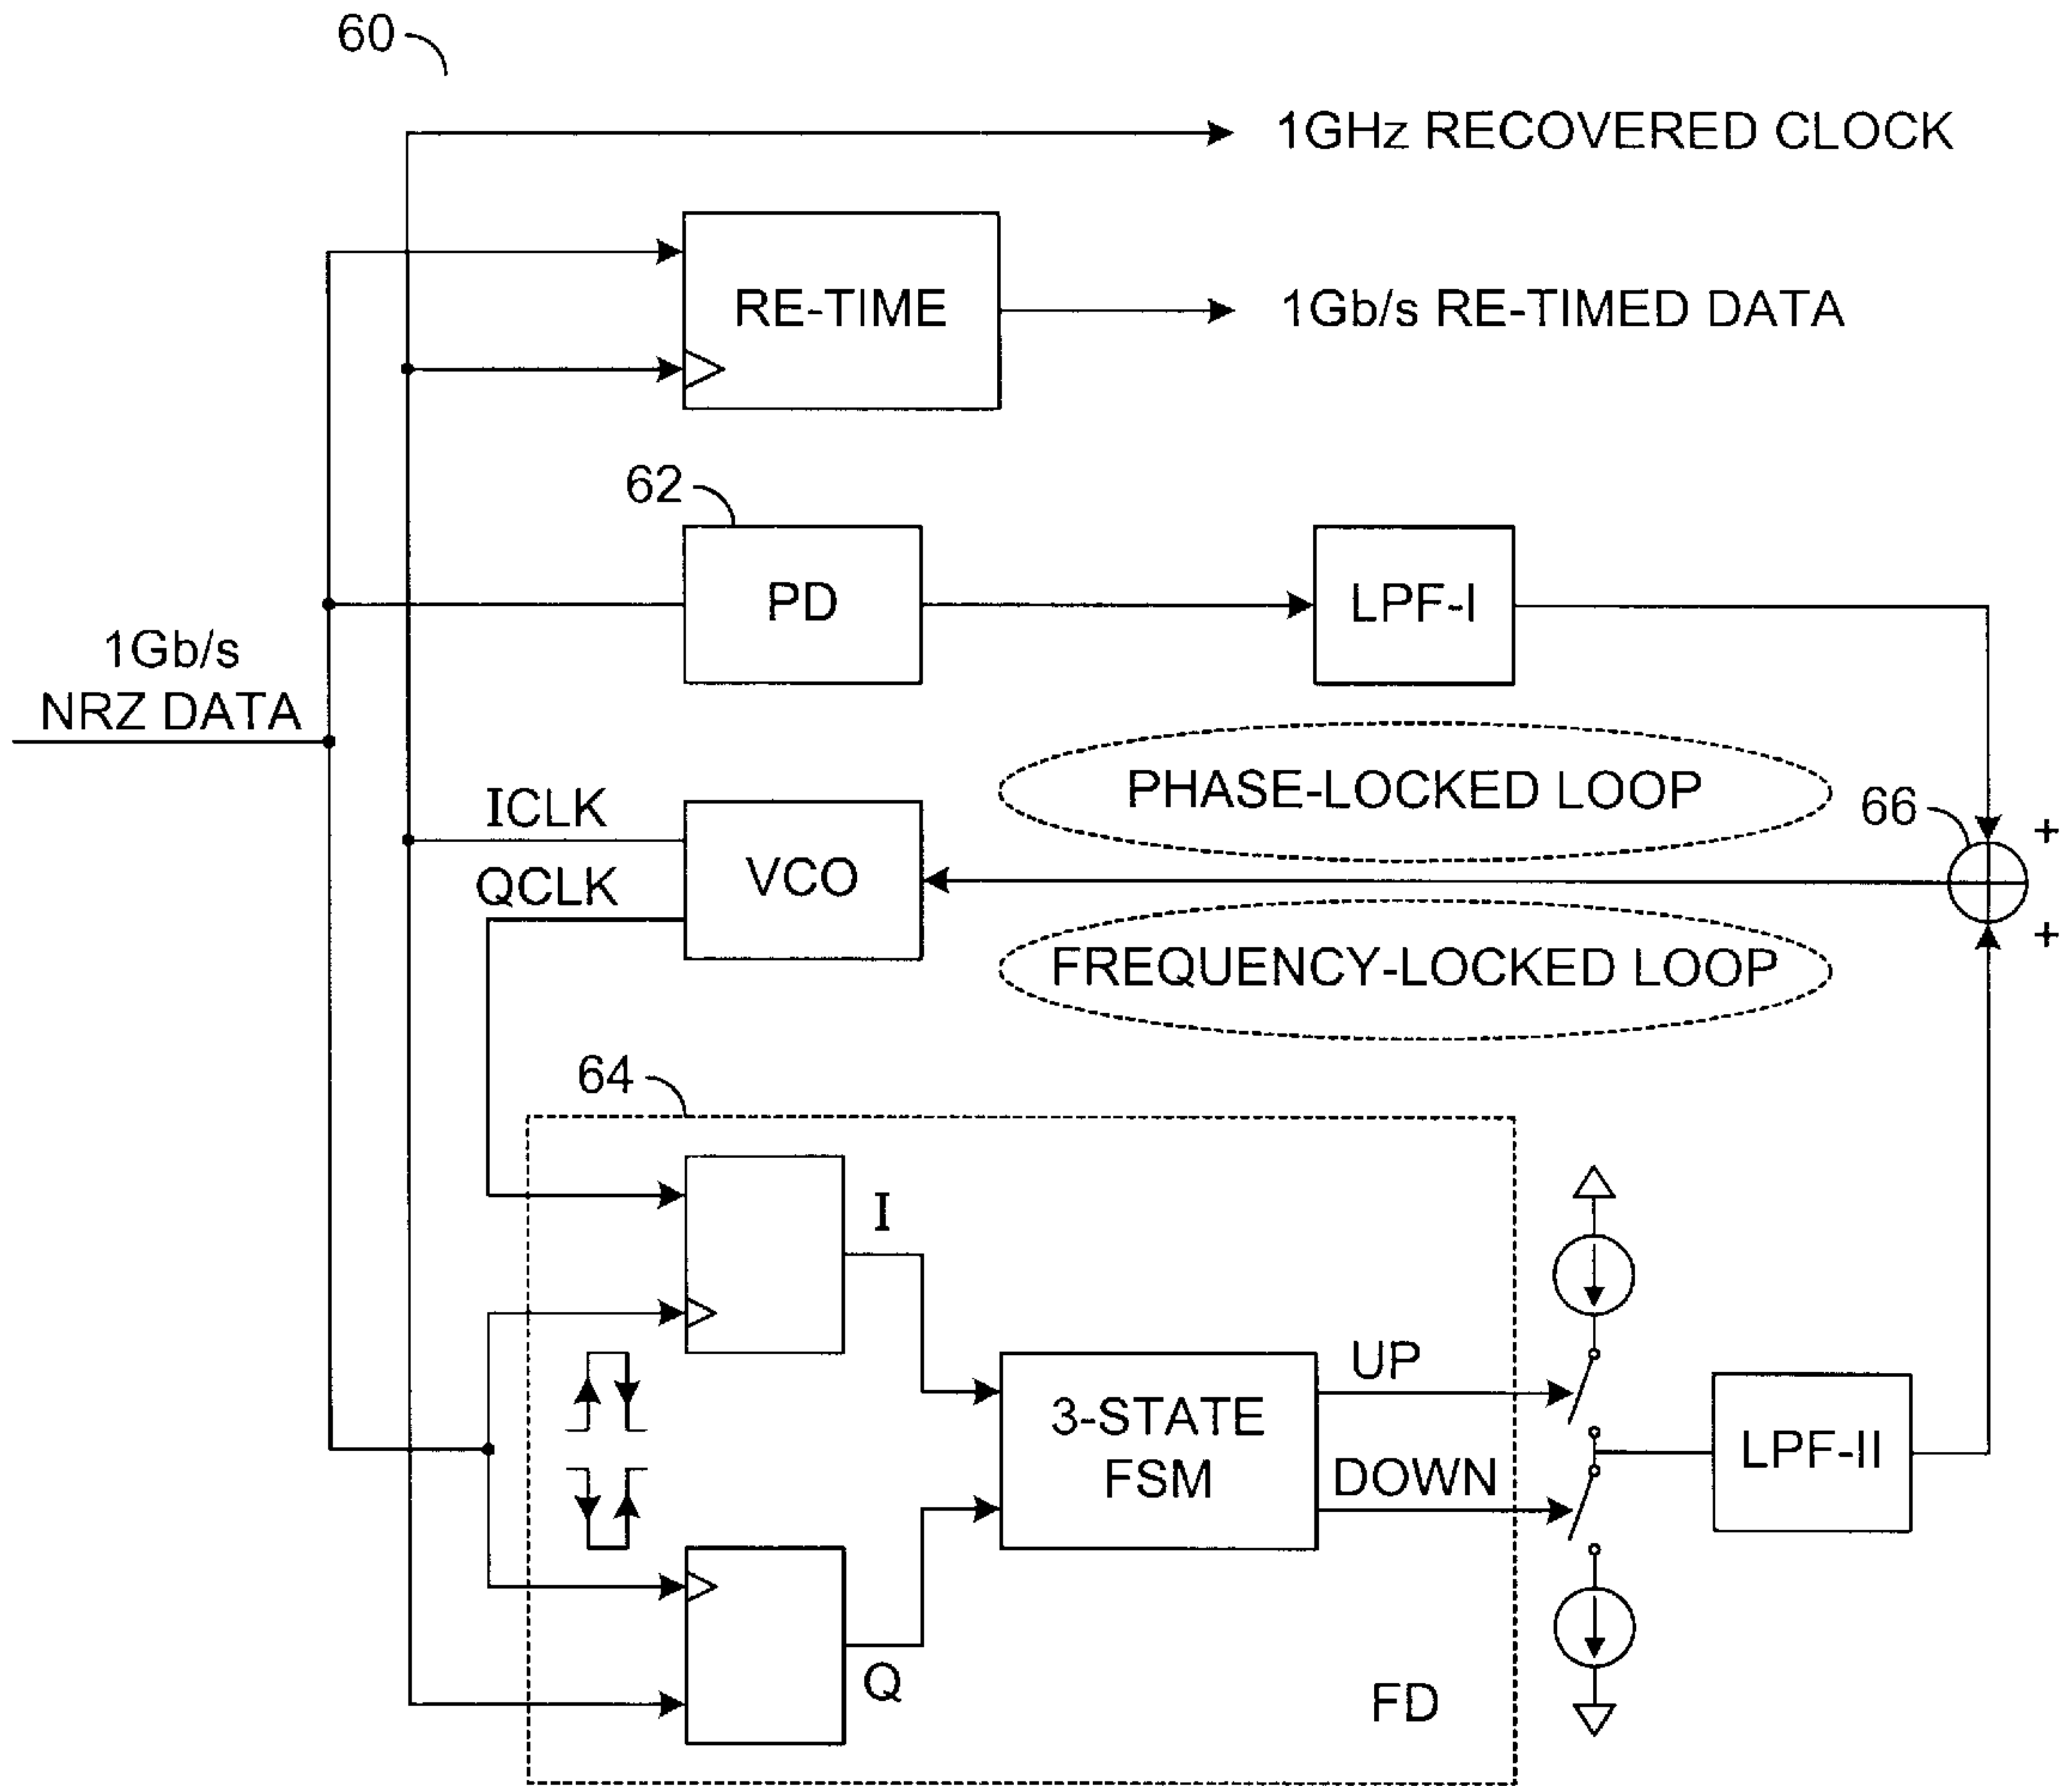 60
1GHz RECOVERED CLOCK
RE-TIME
1Gb/s RE-TIMED DATA
62
PD
LPF-I
1Gb/s
NRZ DATA
PHASE-LOCKED LOOP
66
+
ICLK
QCLK
VCO
+
FREQUENCY-LOCKED LOOP
64
I
UP
3-STATE
FSM
DOWN
LPF-II
Q
FD